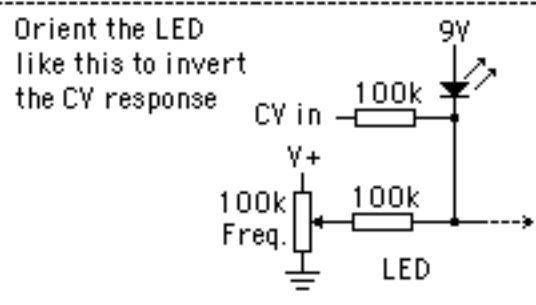 Orient the LED
like this to invert
the CV response
9V
100k
CV in
V+
100k
Freq.
100k
LED